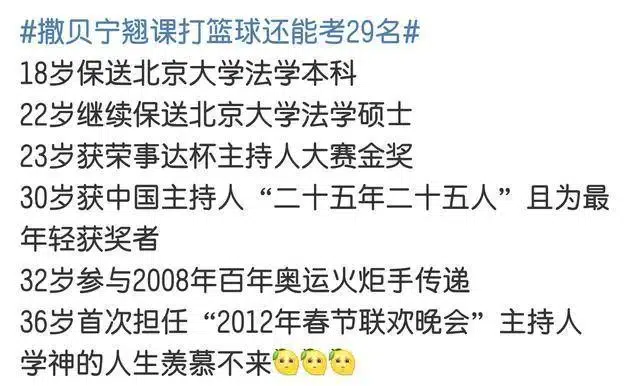 #撒贝宁翘课打篮球还能考29名#
18岁保送北京大学法学本科
22岁继续保送北京大学法学硕士
23岁获荣事达杯主持人大赛金奖
30岁获中国主持人“二十五年二十五人”且为最
年轻获奖者
32岁参与2008年百年奥运火炬手传递
36岁首次担任“2012年春节联欢晚会”主持人
学神的人生羡慕不来